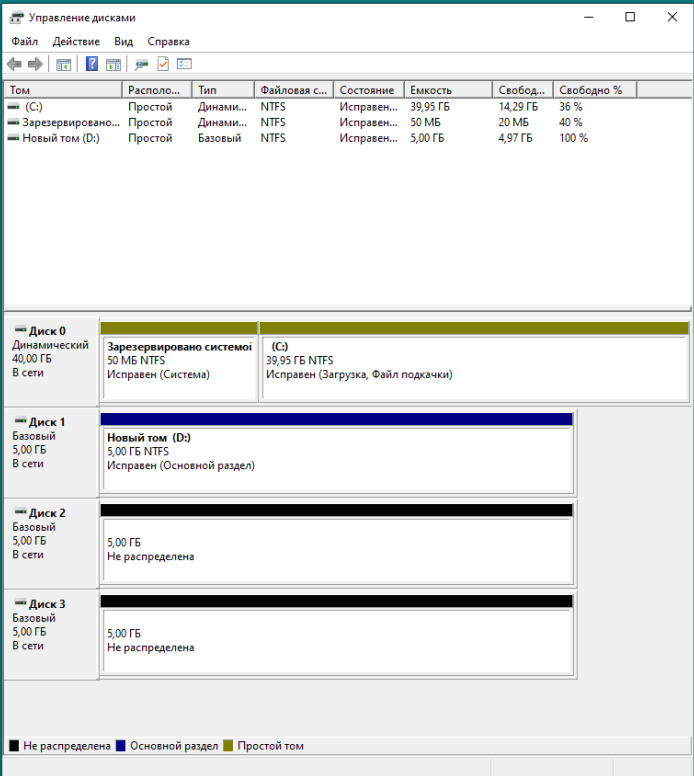 Управление дисками
Файл Действие Вид Справка
Том Располо... Тип Файловая с... Состояние Емкость Свобод... Свободно %
(C:) Простой Динами... NTFS Исправен... 39,95 ГБ 14,29 ГБ 36 %
Зарезервировано... Простой Динами... NTFS Исправен... 50 МБ 20 МБ 40 %
Новый том (D:) Простой Базовый NTFS Исправен... 5,00 ГБ 4,97 ГБ 100 %
Диск 0
Динамический
40,00 ГБ
В сети
Зарезервировано системоі
50 МБ NTFS
Исправен (Система)
(C:)
39,95 ГБ NTFS
Исправен (Загрузка, Файл подкачки)
Диск 1
Базовый
5,00 ГБ
В сети
Новый том (D:)
5,00 ГБ NTFS
Исправен (Основной раздел)
Диск 2
Базовый
5,00 ГБ
В сети
5,00 ГБ
Не распределена
Диск 3
Базовый
5,00 ГБ
В сети
5,00 ГБ
Не распределена
Не распределена Основной раздел Простой том